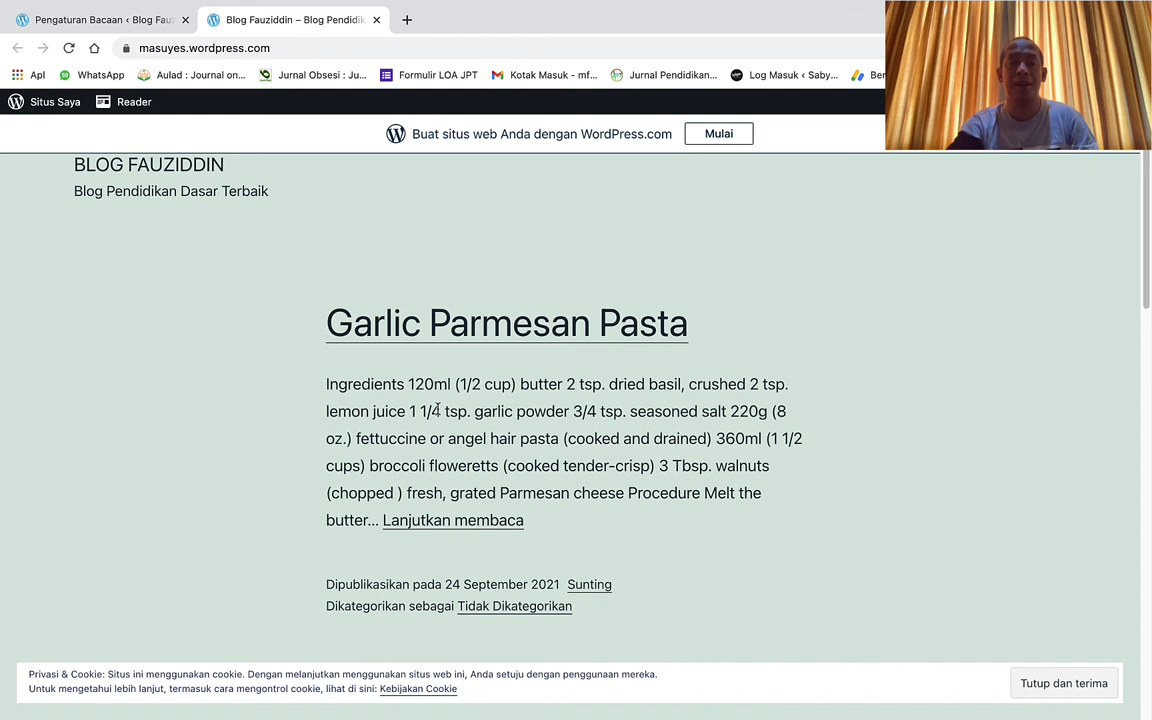 Pengaturan Bacaan ‹ Blog Fau
Blog Fauziddin – Blog Pendidik
masuyes.wordpress.com
Apl
WhatsApp
Aulad : Journal on...
Jurnal Obsesi : Ju...
Formulir LOA JPT
Kotak Masuk - mf...
Jurnal Pendidikan...
Log Masuk ‹ Saby...
Situs Saya
Reader
Buat situs web Anda dengan WordPress.com
Mulai
BLOG FAUZIDDIN
Blog Pendidikan Dasar Terbaik
Garlic Parmesan Pasta
Ingredients 120ml (1/2 cup) butter 2 tsp. dried basil, crushed 2 tsp.
lemon juice 1 1/4 tsp. garlic powder 3/4 tsp. seasoned salt 220g (8
oz.) fettuccine or angel hair pasta (cooked and drained) 360ml (1 1/2
cups) broccoli floweretts (cooked tender-crisp) 3 Tbsp. walnuts
(chopped ) fresh, grated Parmesan cheese Procedure Melt the
butter... Lanjutkan membaca
Dipublikasikan pada 24 September 2021 Sunting
Dikategorikan sebagai Tidak Dikategorikan
Privasi & Cookie: Situs ini menggunakan cookie. Dengan melanjutkan menggunakan situs web ini, Anda setuju dengan penggunaan mereka.
Untuk mengetahui lebih lanjut, termasuk cara mengontrol cookie, lihat di sini: Kebijakan Cookie
Tutup dan terima